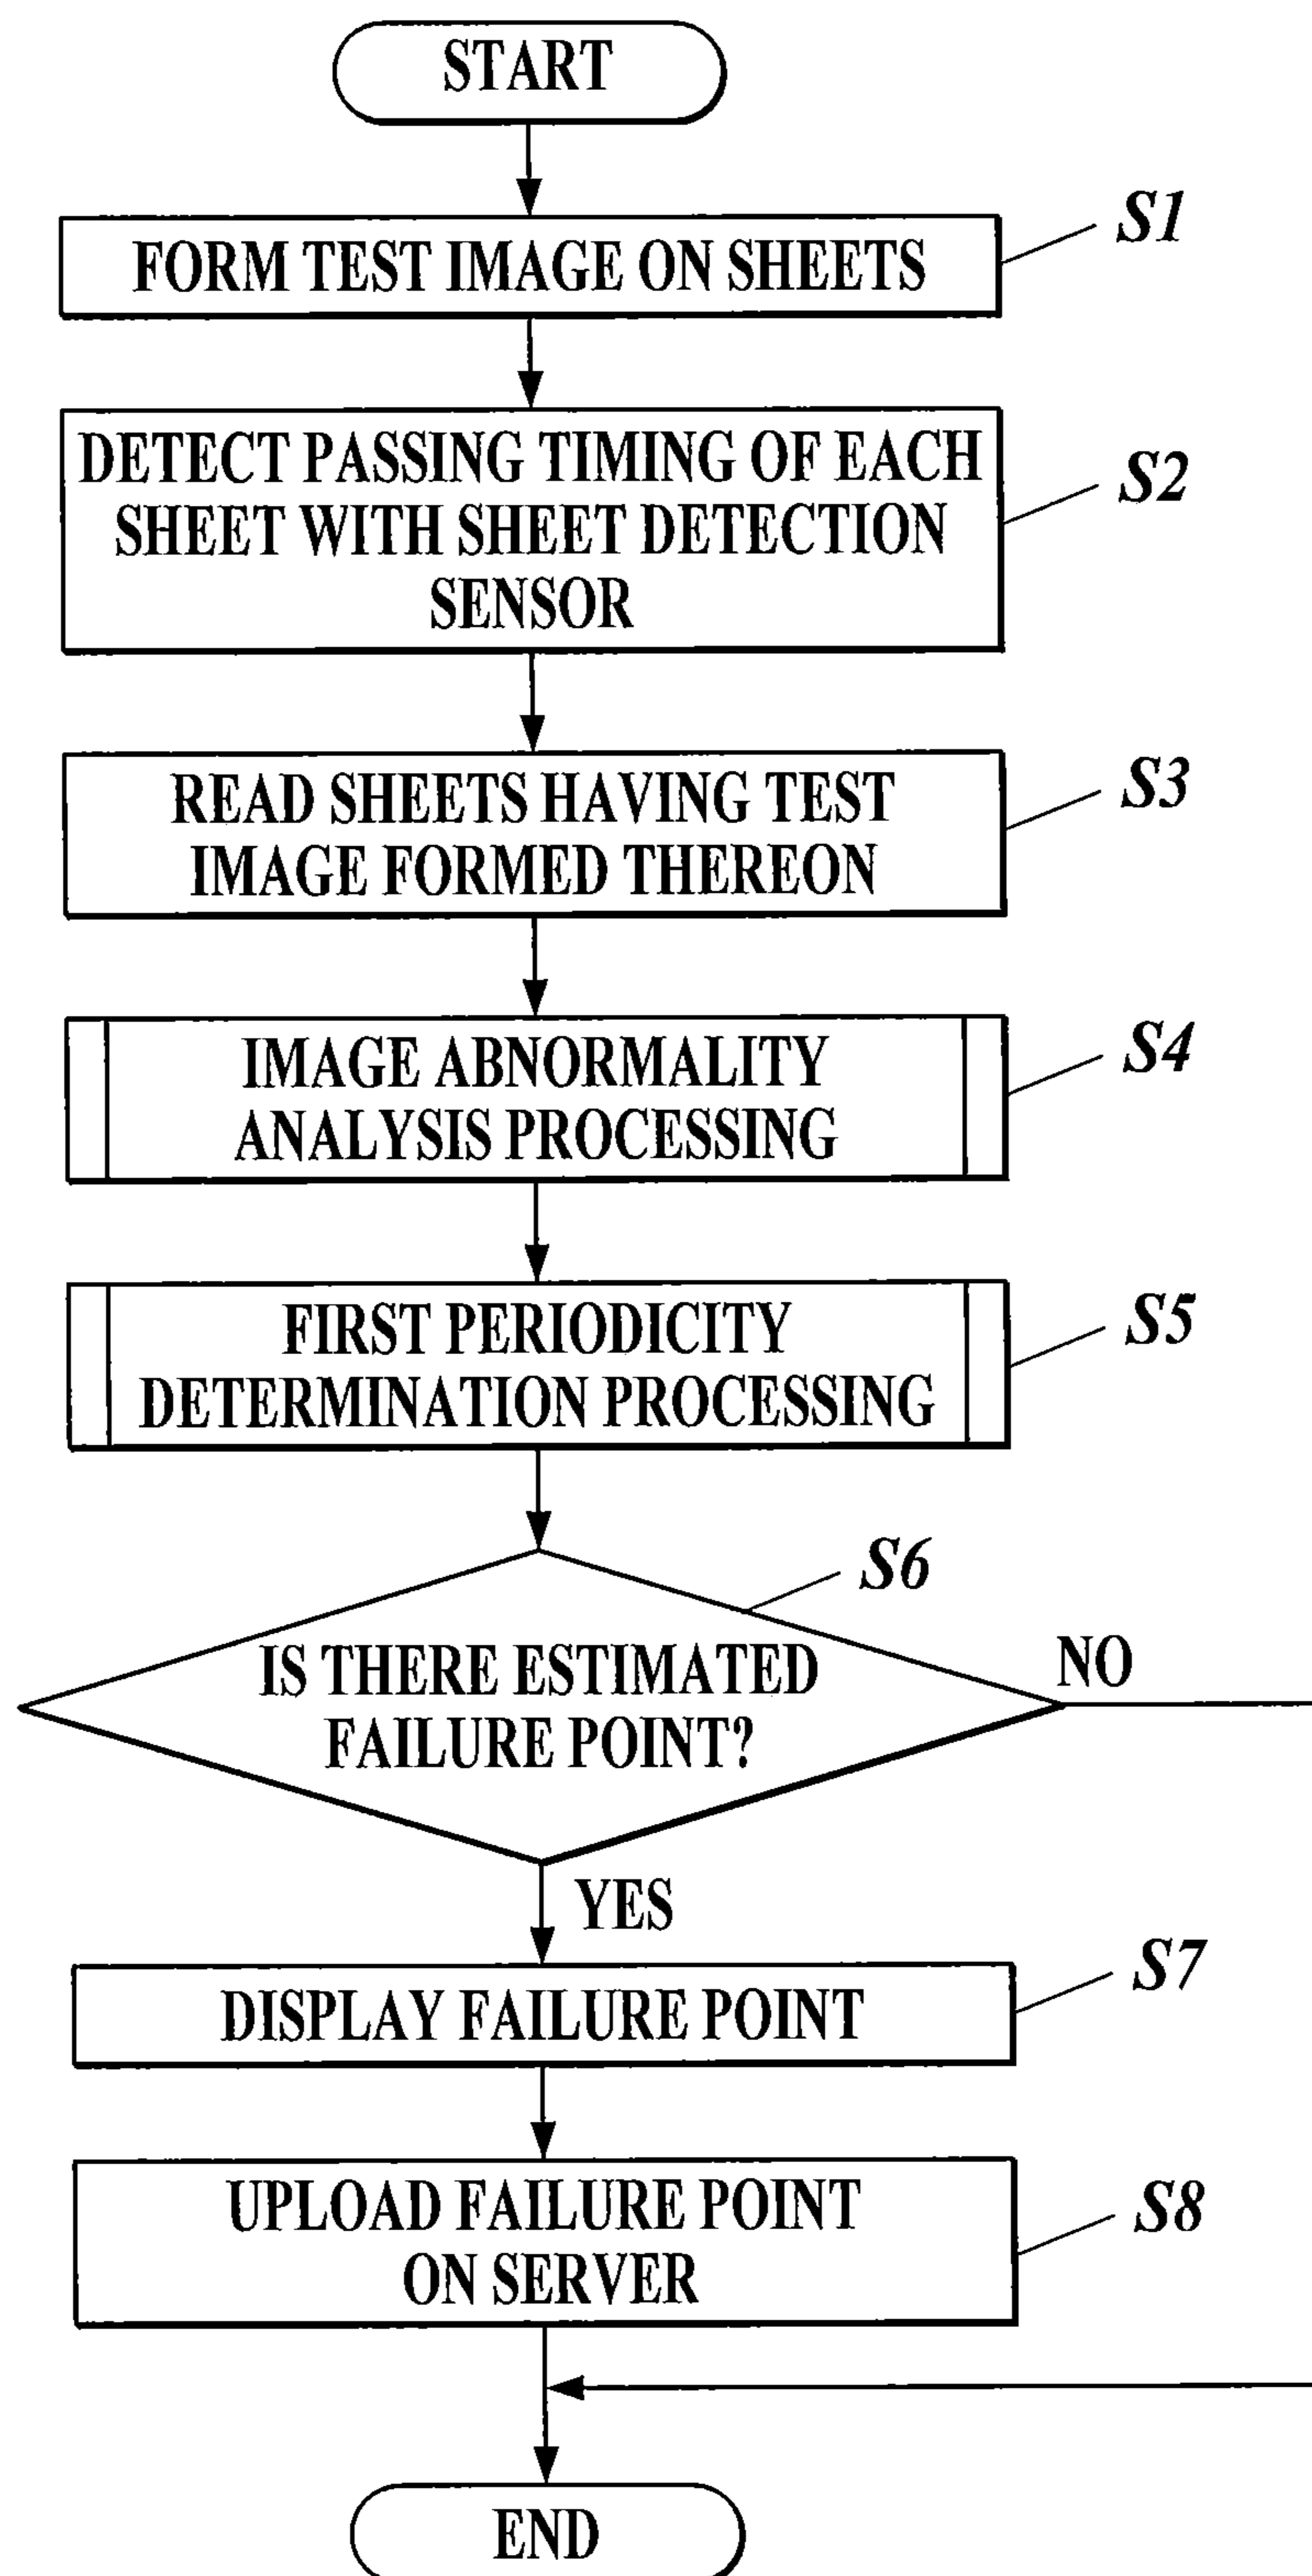 START
S1
FORM TEST IMAGE ON SHEETS
S2
DETECT PASSING TIMING OF EACH
SHEET WITH SHEET DETECTION
SENSOR
S3
READ SHEETS HAVING TEST
IMAGE FORMED THEREON
S4
IMAGE ABNORMALITY
ANALYSIS PROCESSING
S5
FIRST PERIODICITY
DETERMINATION PROCESSING
S6
IS THERE ESTIMATED
FAILURE POINT?
NO
YES
S7
DISPLAY FAILURE POINT
S8
UPLOAD FAILURE POINT
ON SERVER
END